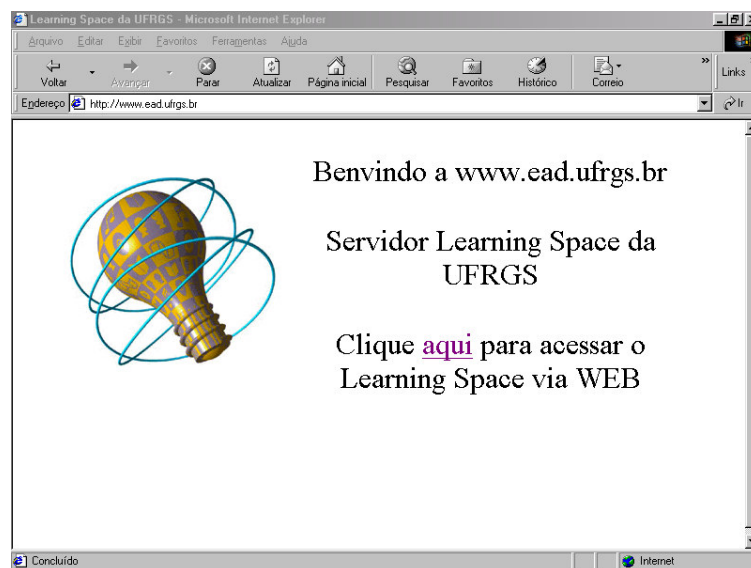 Learning Space da UFRGS - Microsoft Internet Explorer
Arquivo Editar Exibir Favoritos Ferramentas Ajuda
Voltar Avançar Parar Atualizar Página inicial Pesquisar Favoritos Histórico Correio » Links
Endereço http://www.ead.ufrgs.br Ir
Benvindo a www.ead.ufrgs.br
Servidor Learning Space da
UFRGS
Clique aqui para acessar o
Learning Space via WEB
Concluído Internet